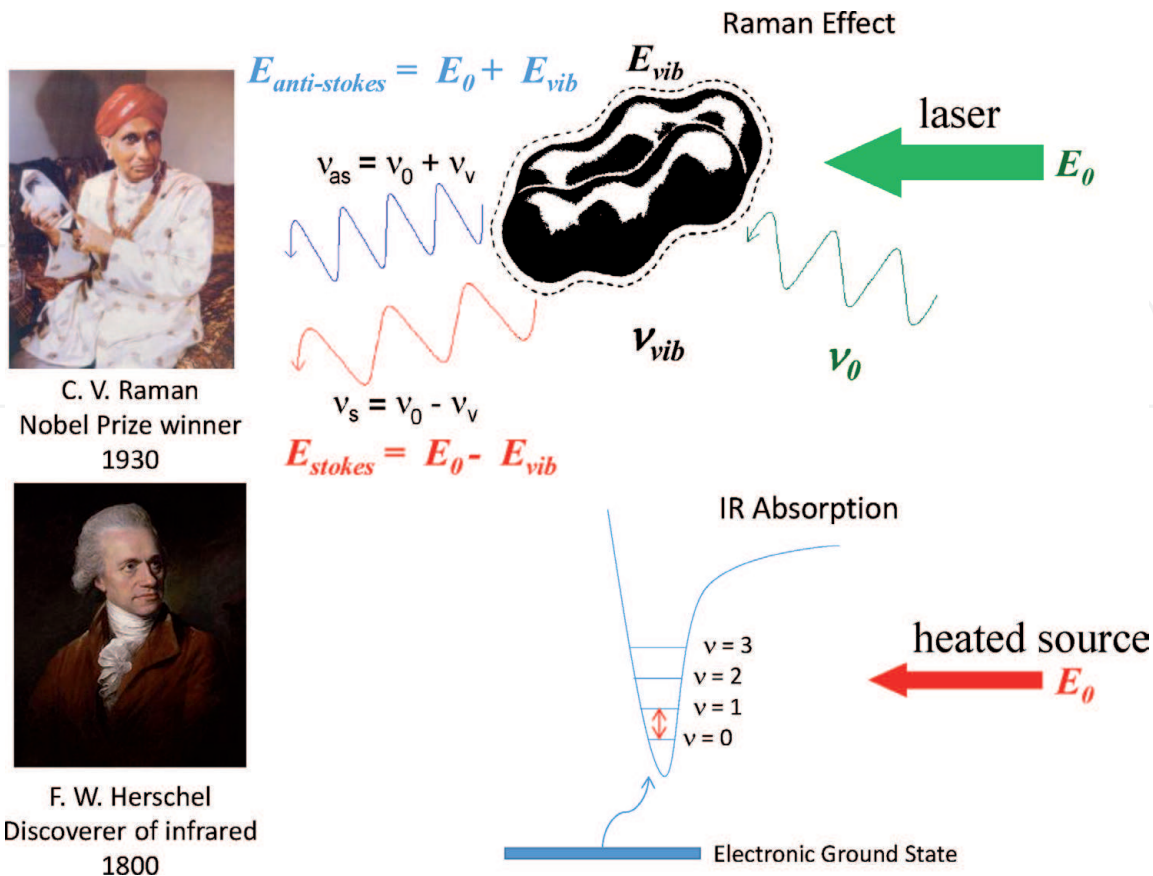 Raman Effect
E_anti-stokes = E_0 + E_vib
E_vib
laser
E_0
ν_as = ν_0 + ν_v
ν_vib
ν_0
ν_s = ν_0 - ν_v
E_stokes = E_0 - E_vib
C. V. Raman
Nobel Prize winner
1930
IR Absorption
heated source
E_0
ν = 3
ν = 2
ν = 1
ν = 0
F. W. Herschel
Discoverer of infrared
1800
Electronic Ground State